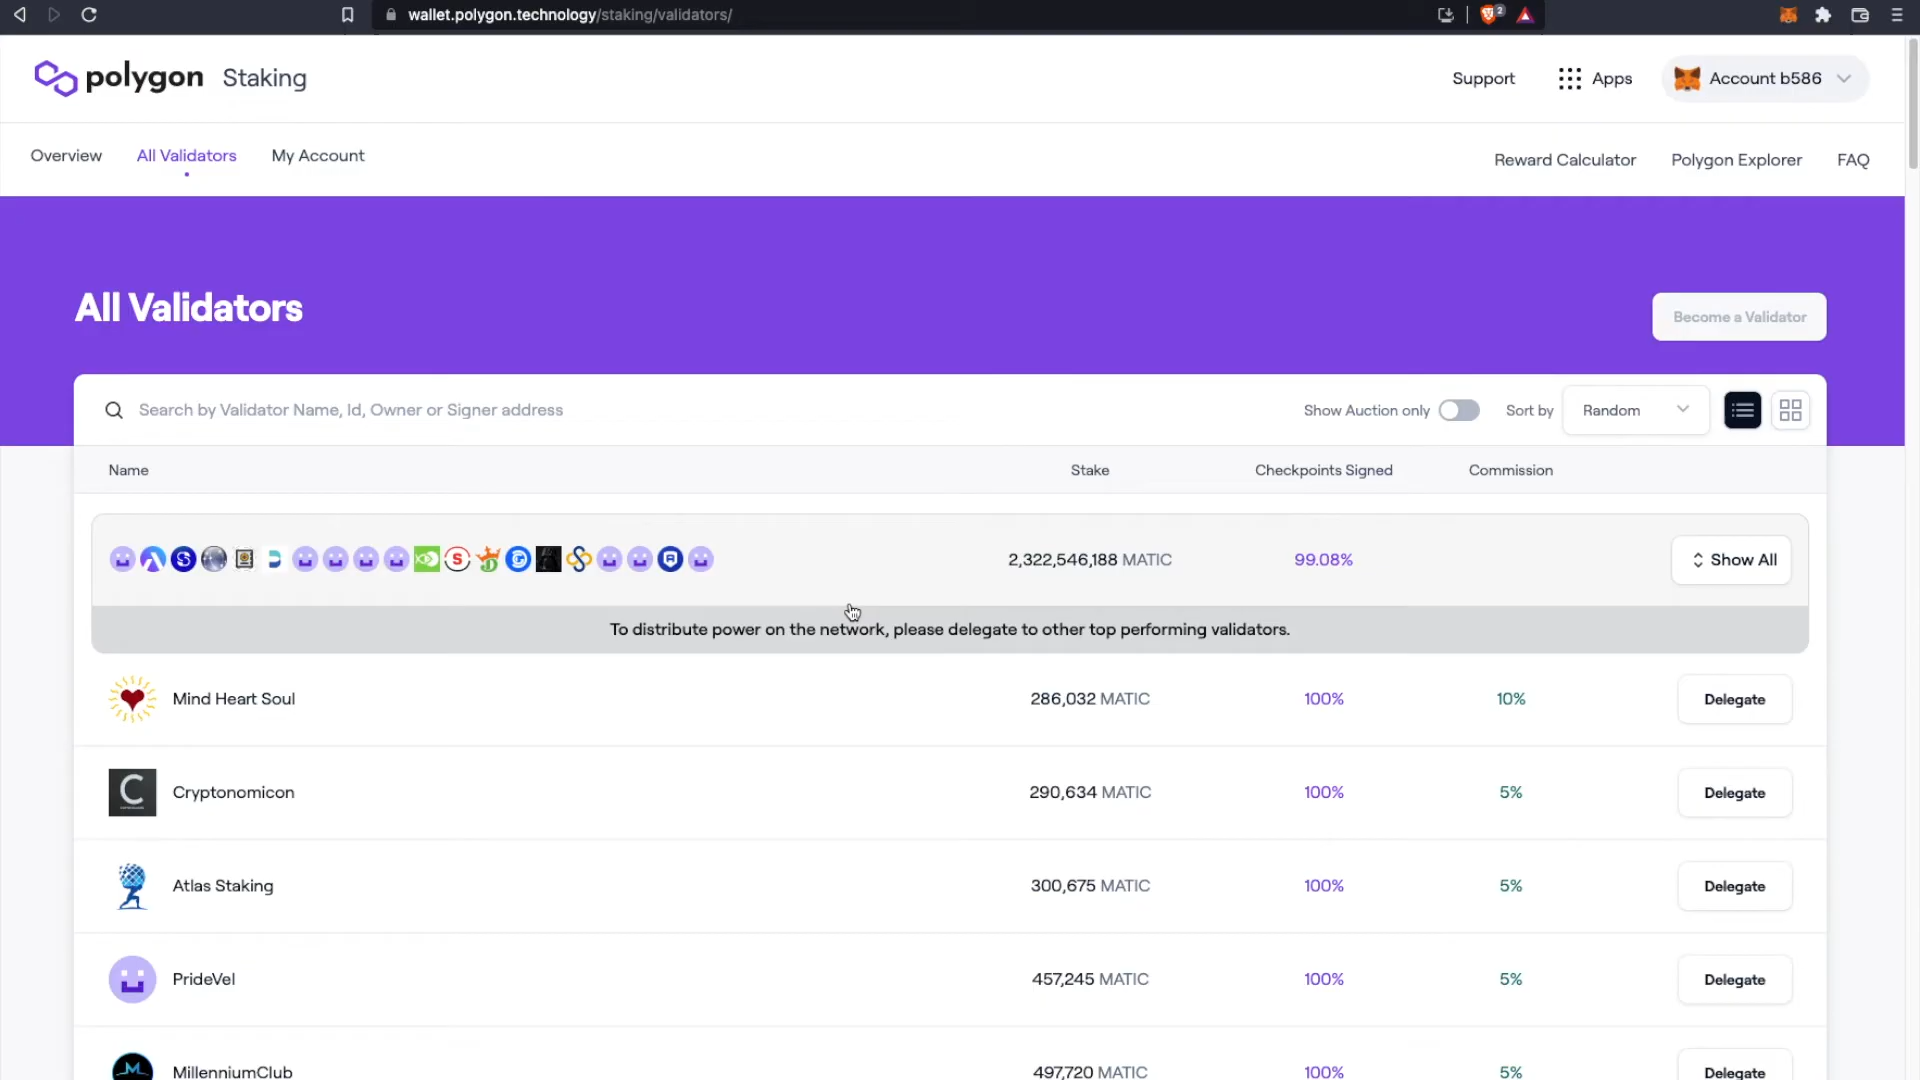 wallet.polygon.technology/staking/validators/
2
polygon Staking
Support
Apps
Account b586
Overview
All Validators
My Account
Reward Calculator
Polygon Explorer
FAQ
All Validators
Become a Validator
Search by Validator Name, Id, Owner or Signer address
Show Auction only
Sort by
Random
Name
Stake
Checkpoints Signed
Commission
2,322,546,188 MATIC
99.08%
Show All
To distribute power on the network, please delegate to other top performing validators.
Mind Heart Soul
286,032 MATIC
100%
10%
Delegate
Cryptonomicon
290,634 MATIC
100%
5%
Delegate
Atlas Staking
300,675 MATIC
100%
5%
Delegate
PrideVel
457,245 MATIC
100%
5%
Delegate
MillenniumClub
497,720 MATIC
100%
5%
Delegate